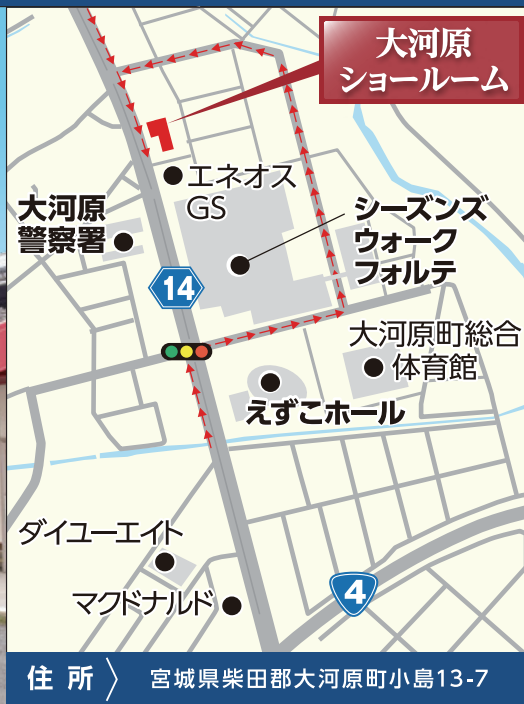 大河原
ショールーム
エネオス
GS
大河原
警察署
シーズンズ
ウォーク
フォルテ
14
大河原町総合
体育館
えずこホール
ダイユーエイト
マクドナルド
4
住所〉 宮城県柴田郡大河原町小島13-7